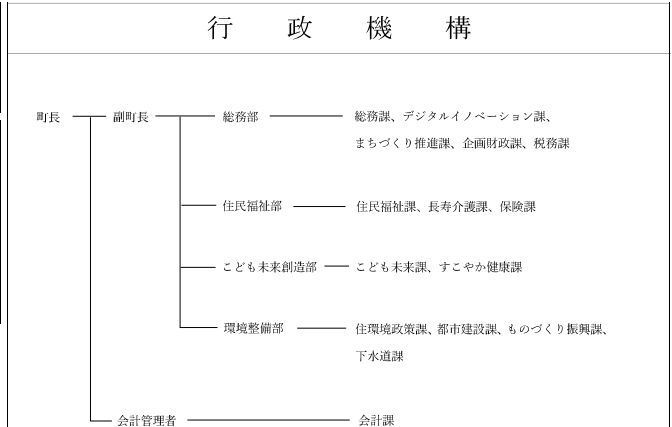 行政機構
町長 副町長 総務部 総務課、デジタルイノベーション課、
まちづくり推進課、企画財政課、税務課
住民福祉部 住民福祉課、長寿介護課、保険課
こども未来創造部 こども未来課、すこやか健康課
環境整備部 住環境政策課、都市建設課、ものづくり振興課、
下水道課
会計管理者 会計課